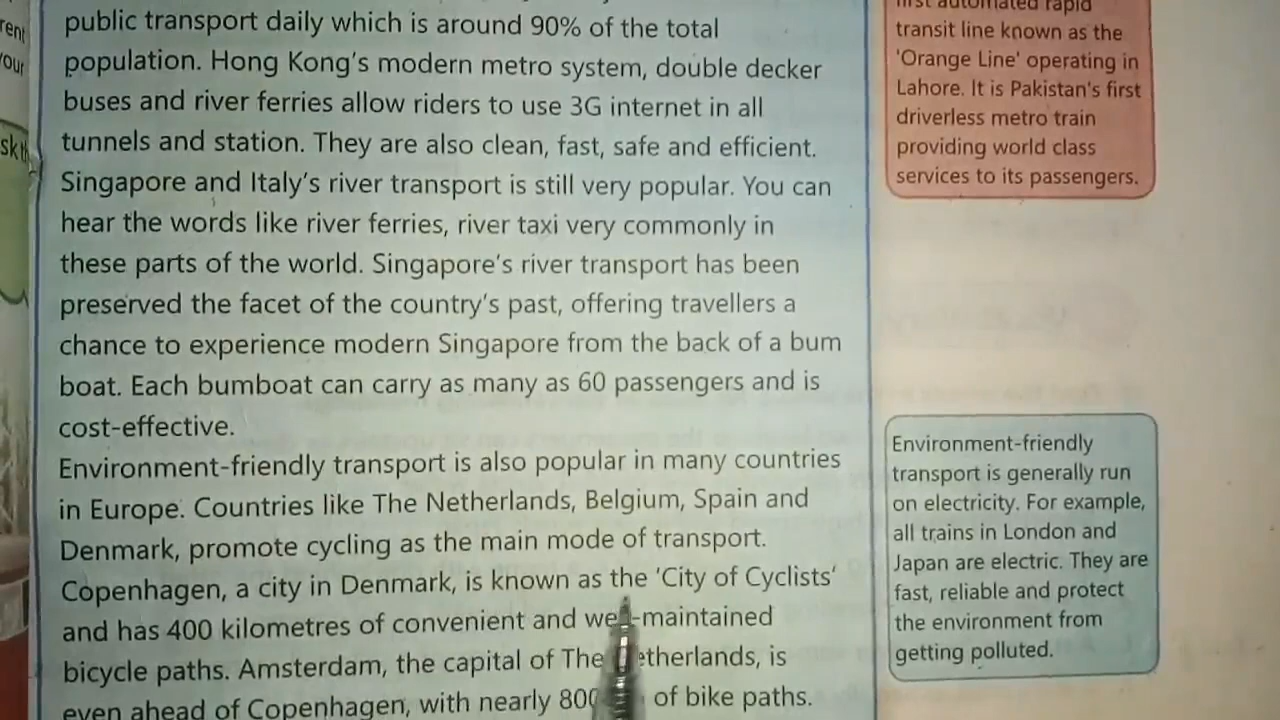 public transport daily which is around 90% of the total
population. Hong Kong's modern metro system, double decker
buses and river ferries allow riders to use 3G internet in all
tunnels and station. They are also clean, fast, safe and efficient.
Singapore and Italy's river transport is still very popular. You can
hear the words like river ferries, river taxi very commonly in
these parts of the world. Singapore's river transport has been
preserved the facet of the country's past, offering travellers a
chance to experience modern Singapore from the back of a bum
boat. Each bumboat can carry as many as 60 passengers and is
cost-effective.
Environment-friendly transport is also popular in many countries
in Europe. Countries like The Netherlands, Belgium, Spain and
Denmark, promote cycling as the main mode of transport.
Copenhagen, a city in Denmark, is known as the 'City of Cyclists'
and has 400 kilometres of convenient and well-maintained
bicycle paths. Amsterdam, the capital of The Netherlands, is
even ahead of Copenhagen, with nearly 800 of bike paths.
first automated rapid
transit line known as the
'Orange Line' operating in
Lahore. It is Pakistan's first
driverless metro train
providing world class
services to its passengers.
Environment-friendly
transport is generally run
on electricity. For example,
all trains in London and
Japan are electric. They are
fast, reliable and protect
the environment from
getting polluted.